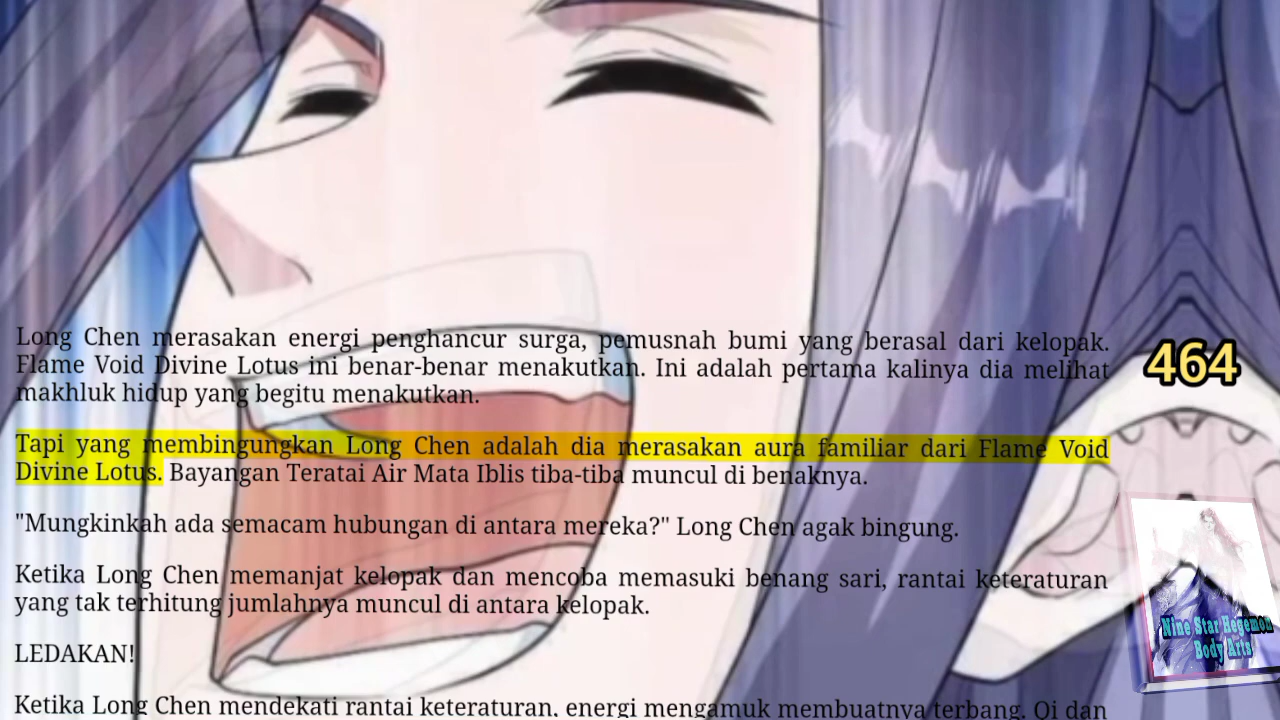 Long Chen merasakan energi penghancur surga, pemusnah bumi yang berasal dari kelopak.
Flame Void Divine Lotus ini benar-benar menakutkan. Ini adalah pertama kalinya dia melihat
makhluk hidup yang begitu menakutkan.
Tapi yang membingungkan Long Chen adalah dia merasakan aura familiar dari Flame Void
Divine Lotus. Bayangan Teratai Air Mata Iblis tiba-tiba muncul di benaknya.
"Mungkinkah ada semacam hubungan di antara mereka?" Long Chen agak bingung.
Ketika Long Chen memanjat kelopak dan mencoba memasuki benang sari, rantai keteraturan
yang tak terhitung jumlahnya muncul di antara kelopak.
LEDAKAN!
Ketika Long Chen mendekati rantai keteraturan, energi mengamuk membuatnya terbang. Qi dan
464
Nine Star Hegemon
Body Arts